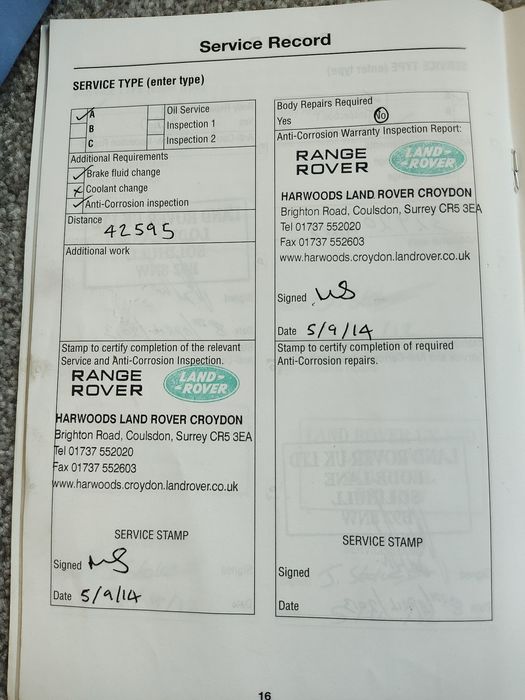 Service Record
SERVICE TYPE (enter type)
✓ A
B
C
Oil Service
Inspection 1
Inspection 2
Additional Requirements
✓ Brake fluid change
x Coolant change
✓ Anti-Corrosion inspection
Distance
42595
Additional work
Stamp to certify completion of the relevant
Service and Anti-Corrosion Inspection.
RANGE
ROVER
LAND-
-ROVER
HARWOODS LAND ROVER CROYDON
Brighton Road, Coulsdon, Surrey CR5 3EA
Tel 01737 552020
Fax 01737 552603
www.harwoods.croydon.landrover.co.uk
SERVICE STAMP
Signed
Date 5/9/14
Body Repairs Required
Yes No
Anti-Corrosion Warranty Inspection Report:
RANGE
ROVER
LAND-
-ROVER
HARWOODS LAND ROVER CROYDON
Brighton Road, Coulsdon, Surrey CR5 3EA
Tel 01737 552020
Fax 01737 552603
www.harwoods.croydon.landrover.co.uk
Signed
Date 5/9/14
Stamp to certify completion of required
Anti-Corrosion repairs.
SERVICE STAMP
Signed
Date
16